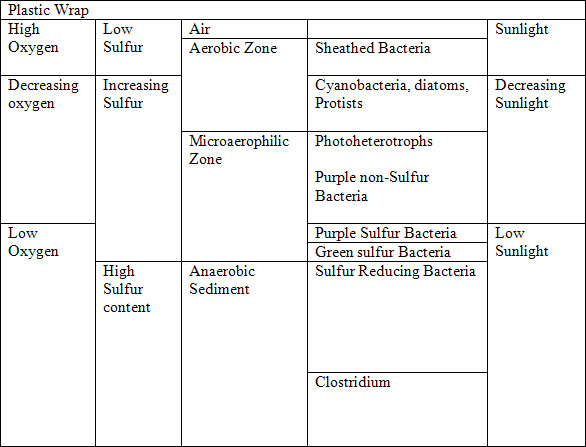 Plastic Wrap
High
Oxygen
Low
Sulfur
Air
Sunlight
Aerobic Zone
Sheathed Bacteria
Decreasing
oxygen
Increasing
Sulfur
Cyanobacteria, diatoms,
Protists
Decreasing
Sunlight
Microaerophilic
Zone
Photoheterotrophs
Purple non-Sulfur
Bacteria
Low
Oxygen
Purple Sulfur Bacteria
Low
Sunlight
Green sulfur Bacteria
High
Sulfur
content
Anaerobic
Sediment
Sulfur Reducing Bacteria
Clostridium